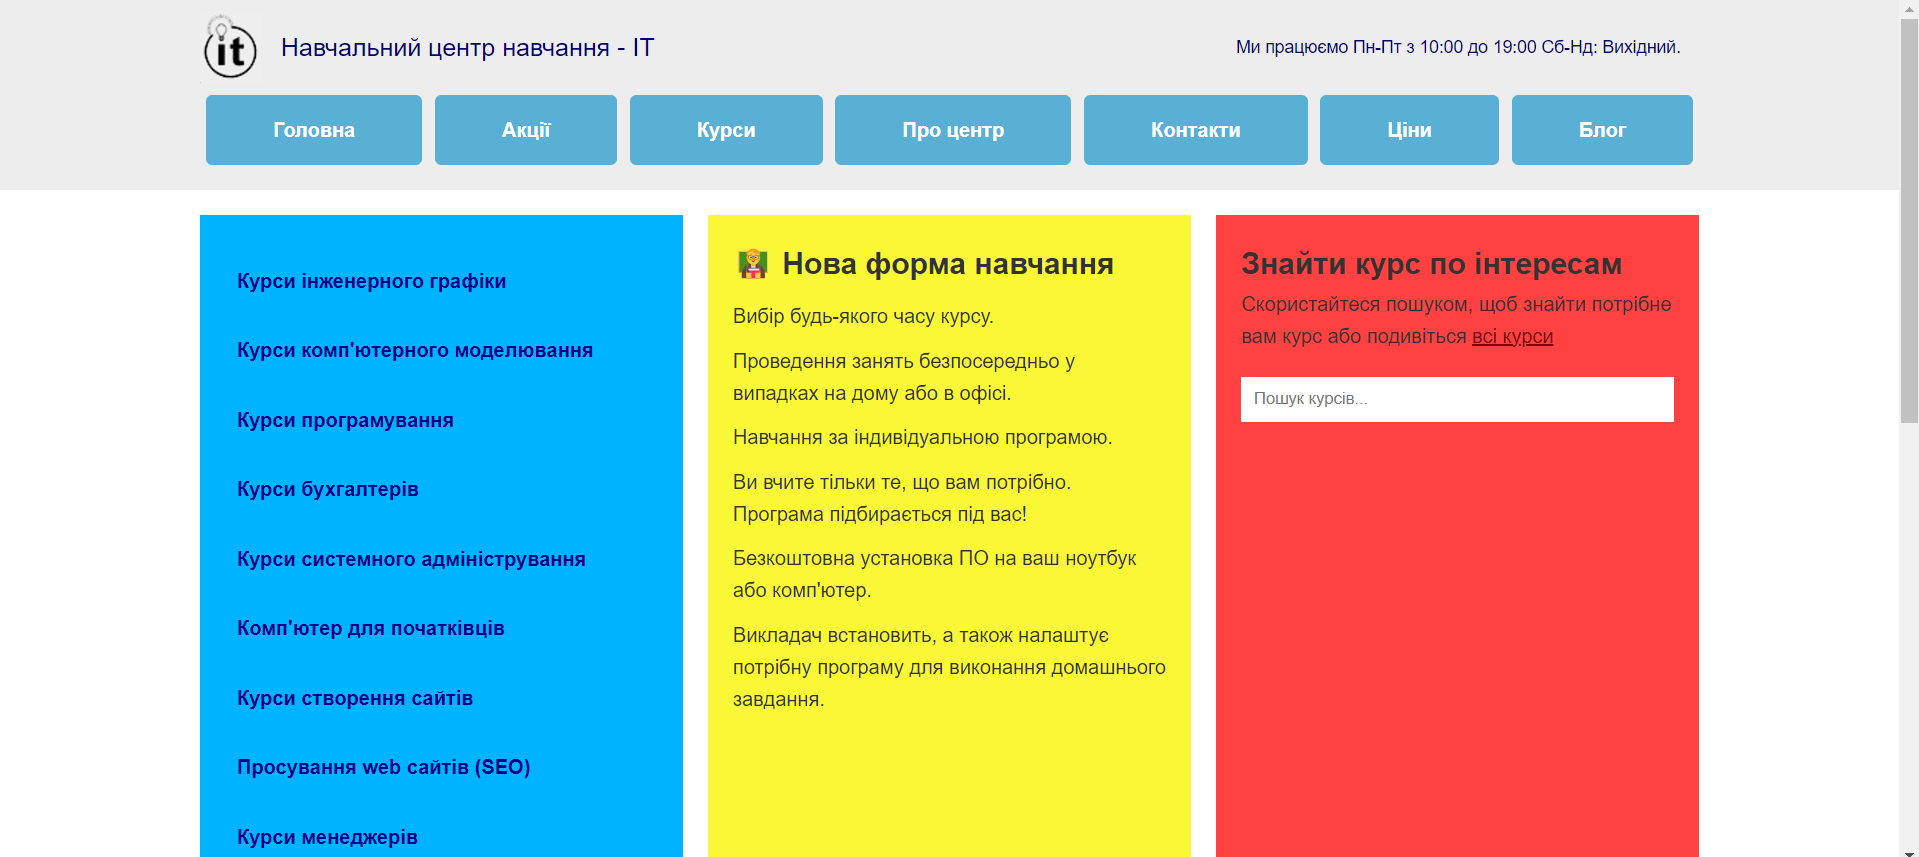 it
Навчальний центр навчання - IT
Ми працюємо Пн-Пт з 10:00 до 19:00 Сб-Нд: Вихідний.
Головна
Акції
Курси
Про центр
Контакти
Ціни
Блог
Курси інженерного графіки
Курси комп'ютерного моделювання
Курси програмування
Курси бухгалтерів
Курси системного адміністрування
Комп'ютер для початківців
Курси створення сайтів
Просування web сайтів (SEO)
Курси менеджерів
Нова форма навчання
Вибір будь-якого часу курсу.
Проведення занять безпосередньо у
випадках на дому або в офісі.
Навчання за індивідуальною програмою.
Ви вчите тільки те, що вам потрібно.
Програма підбирається під вас!
Безкоштовна установка ПО на ваш ноутбук
або комп'ютер.
Викладач встановить, а також налаштує
потрібну програму для виконання домашнього
завдання.
Знайти курс по інтересам
Скористайтеся пошуком, щоб знайти потрібне
вам курс або подивіться всі курси
Пошук курсів...